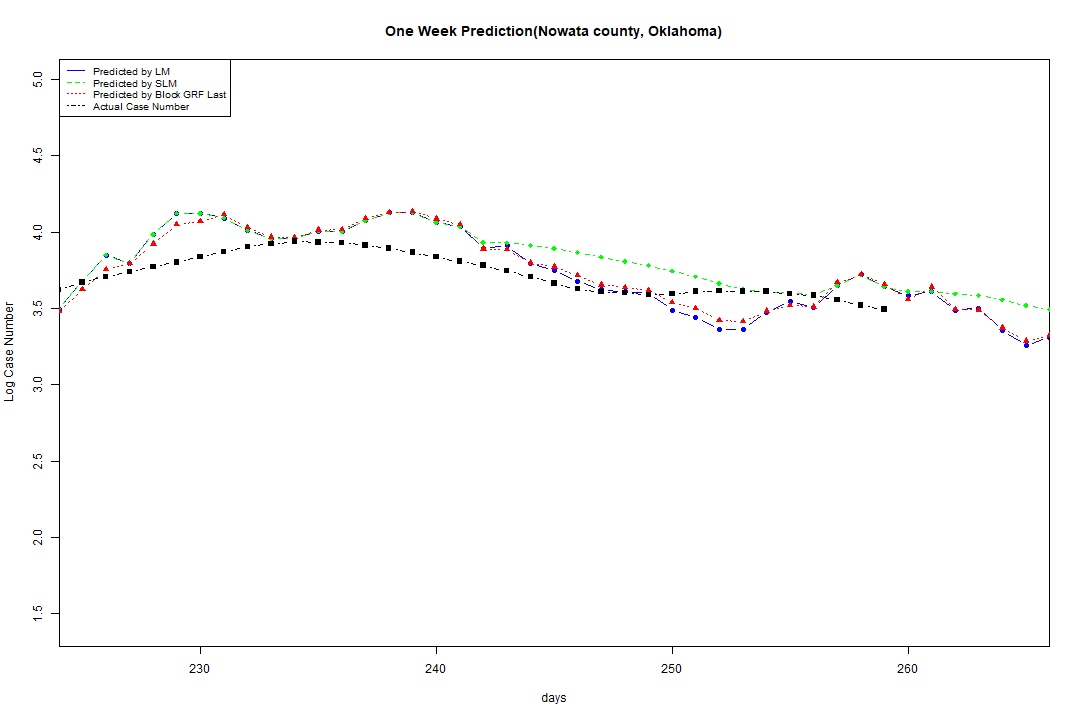 One Week Prediction(Nowata county, Oklahoma)
Predicted by LM
Predicted by SLM
Predicted by Block GRF Last
Actual Case Number
5.0
4.5
4.0
3.5
3.0
2.5
2.0
1.5
Log Case Number
230 240 250 260
days